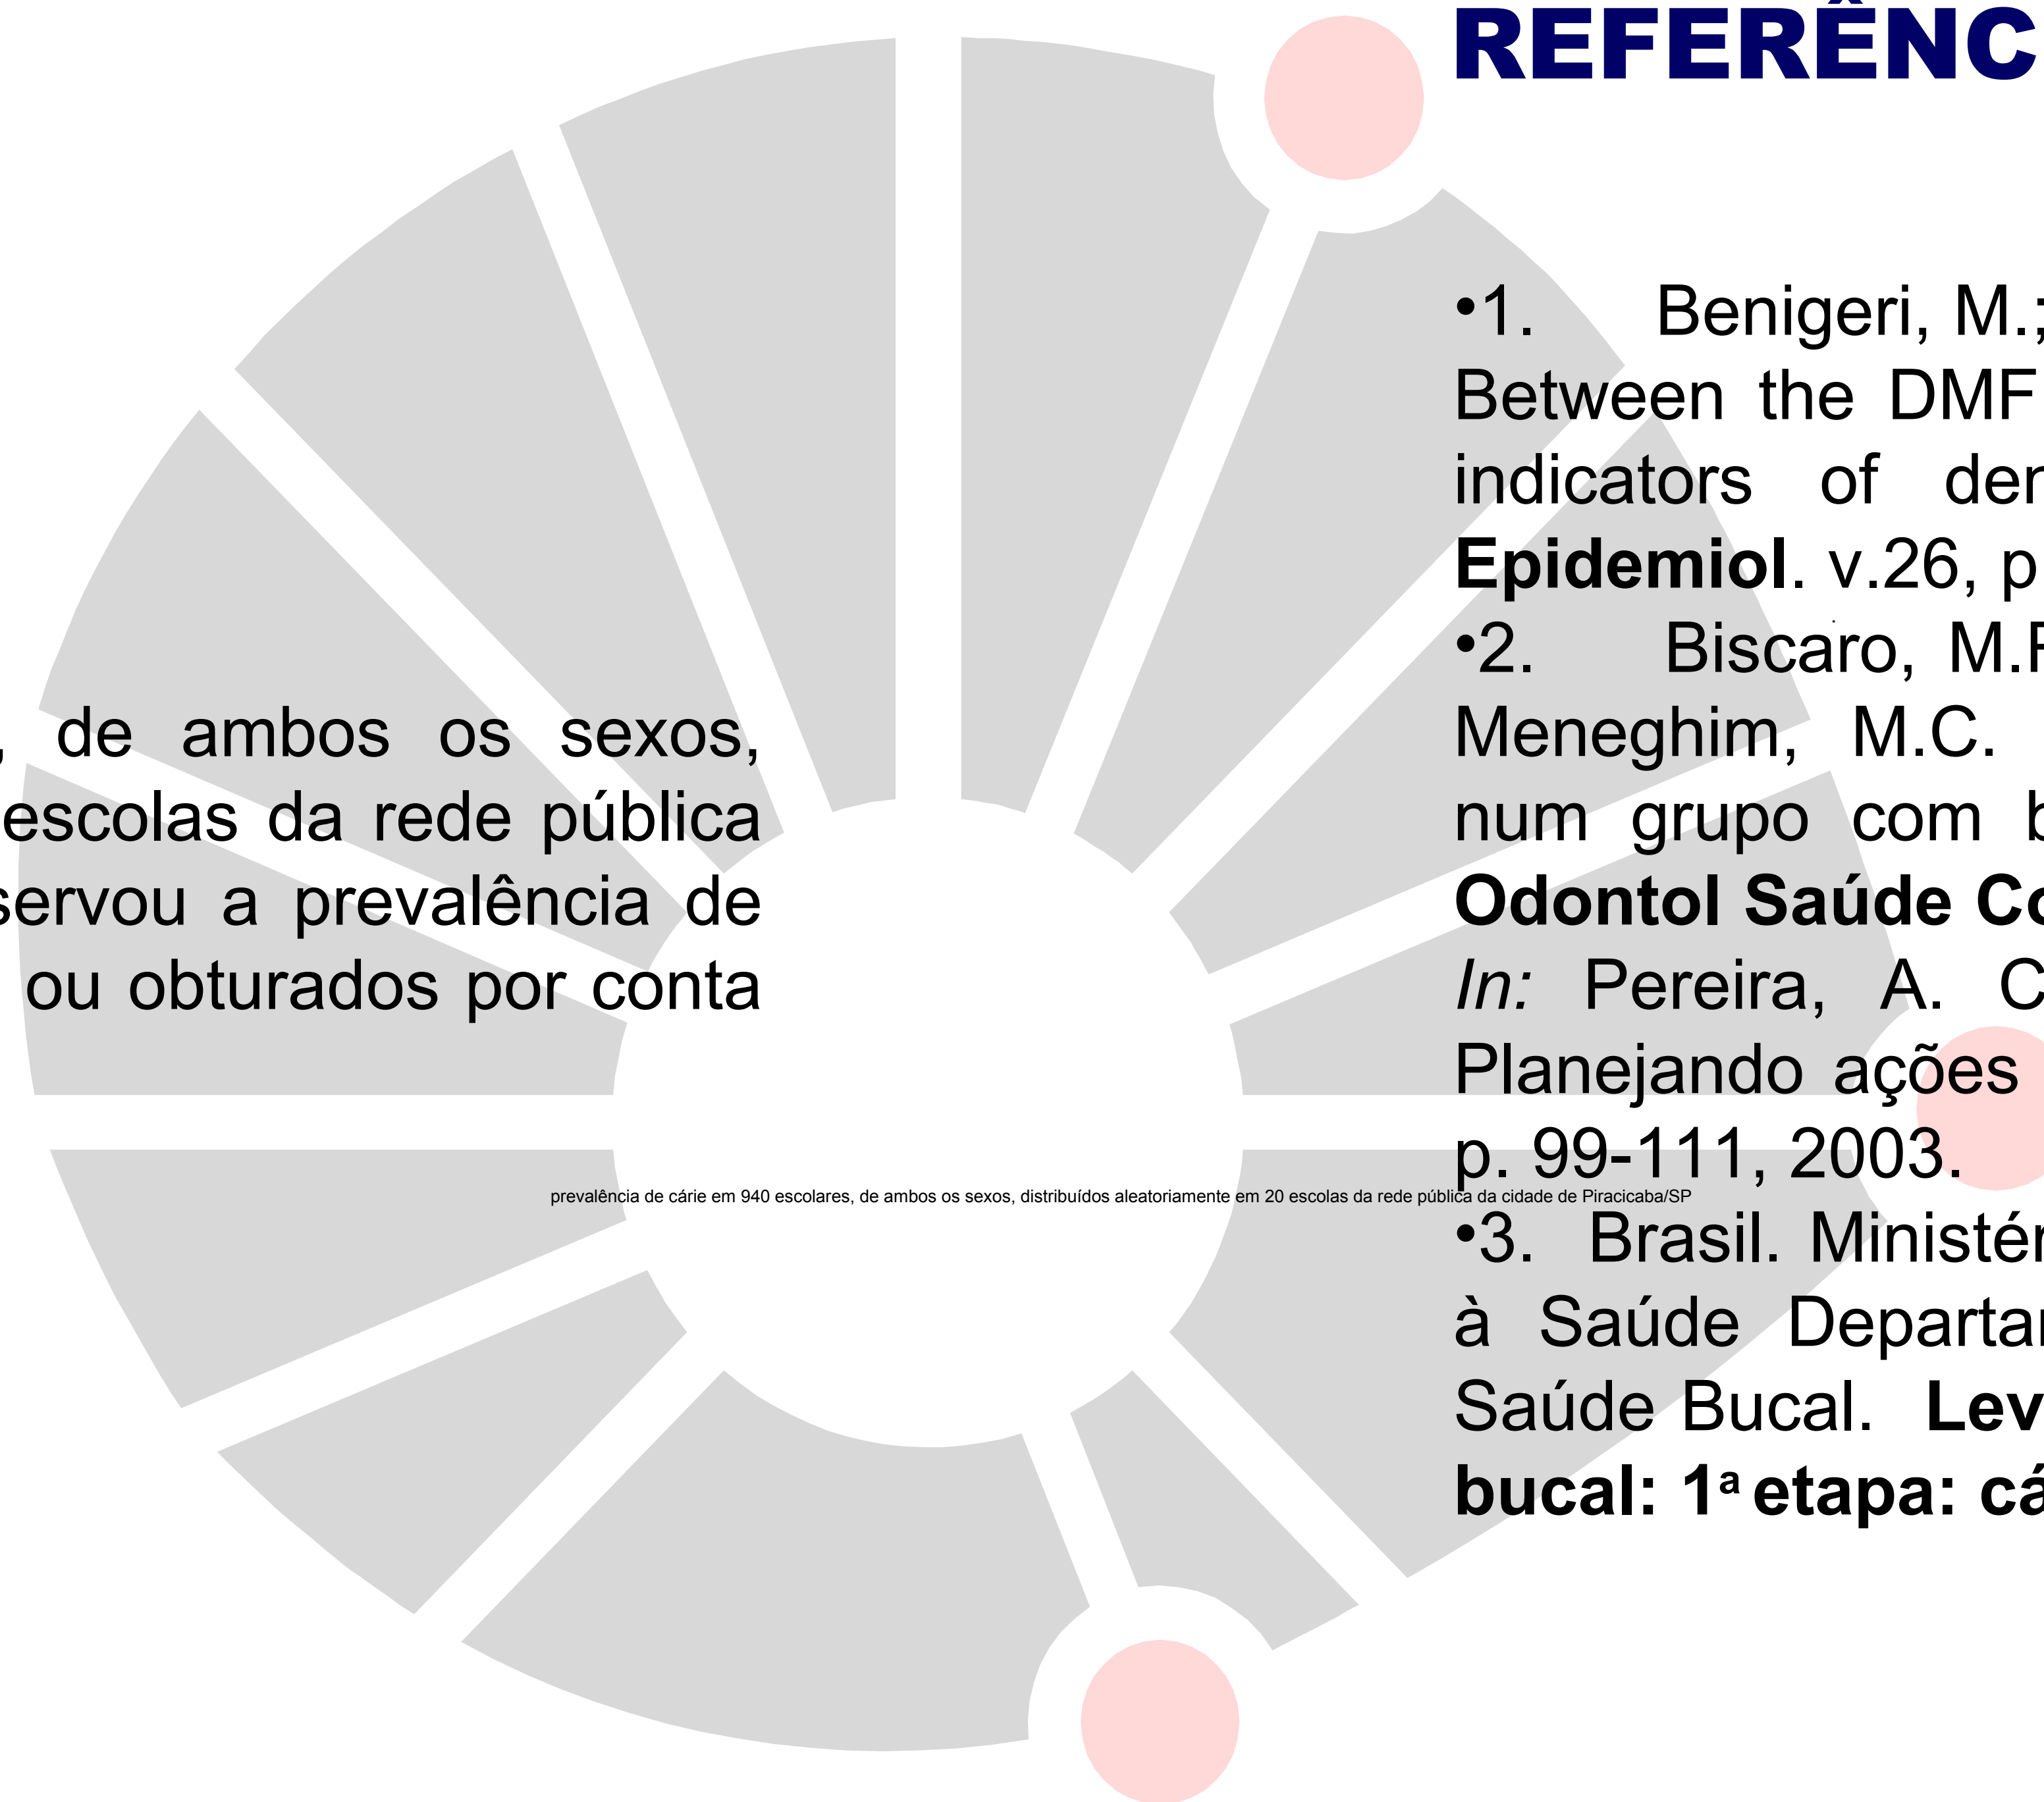 , de ambos os sexos,
escolas da rede pública
servou a prevalência de
ou obturados por conta
prevalência de cárie em 940 escolares, de ambos os sexos, distribuídos aleatoriamente em 20 escolas da rede pública da cidade de Piracicaba/SP
REFERÊNC
•1. Benigeri, M.;
Between the DMF
indicators of den
Epidemiol. v.26, p
•2. Biscaro, M.R
Meneghim, M.C.
num grupo com b
Odontol Saúde Co
In: Pereira, A. C
Planejando ações
p. 99-111, 2003.
•3. Brasil. Ministér
à Saúde Departar
Saúde Bucal. Lev
bucal: 1ª etapa: cá